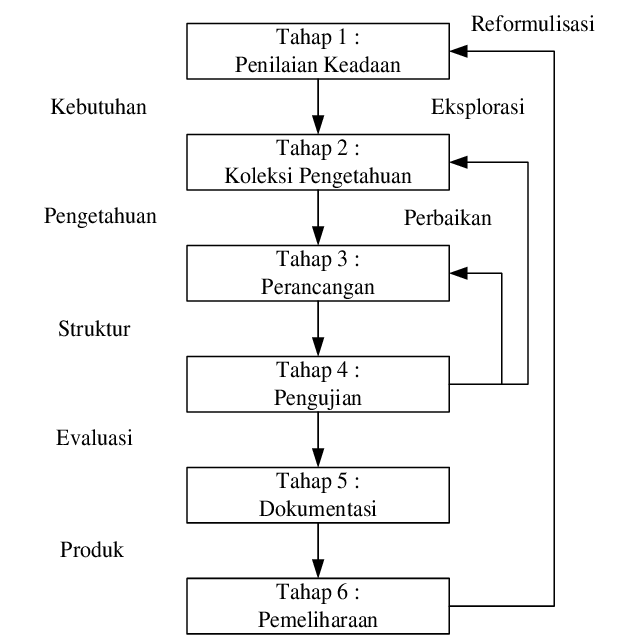 Reformulisasi
Tahap 1 :
Penilaian Keadaan
Kebutuhan
Eksplorasi
Tahap 2 :
Koleksi Pengetahuan
Pengetahuan
Perbaikan
Tahap 3 :
Perancangan
Struktur
Tahap 4 :
Pengujian
Evaluasi
Tahap 5 :
Dokumentasi
Produk
Tahap 6 :
Pemeliharaan